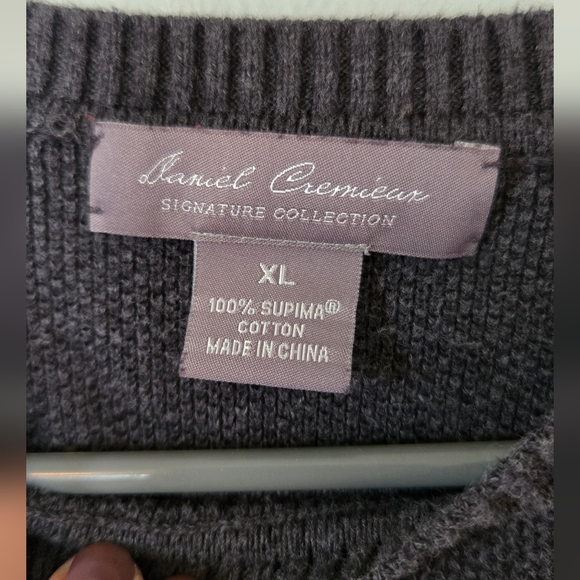 Daniel Cremieux
SIGNATURE COLLECTION
XL
100% SUPIMA®
COTTON
MADE IN CHINA